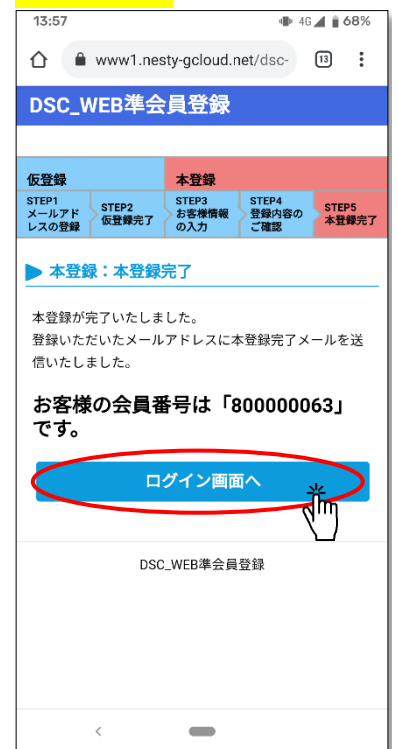 13:57 4G 68%
www1.nesty-gcloud.net/dsc- 13
DSC_WEB準会員登録
仮登録 本登録
STEP1
メールアド
レスの登録
STEP2
仮登録完了
STEP3
お客様情報
の入力
STEP4
登録内容の
ご確認
STEP5
本登録完了
本登録：本登録完了
本登録が完了いたしました。
登録いただいたメールアドレスに本登録完了メールを送
信いたしました。
お客様の会員番号は「800000063」
です。
ログイン画面へ
DSC_WEB準会員登録